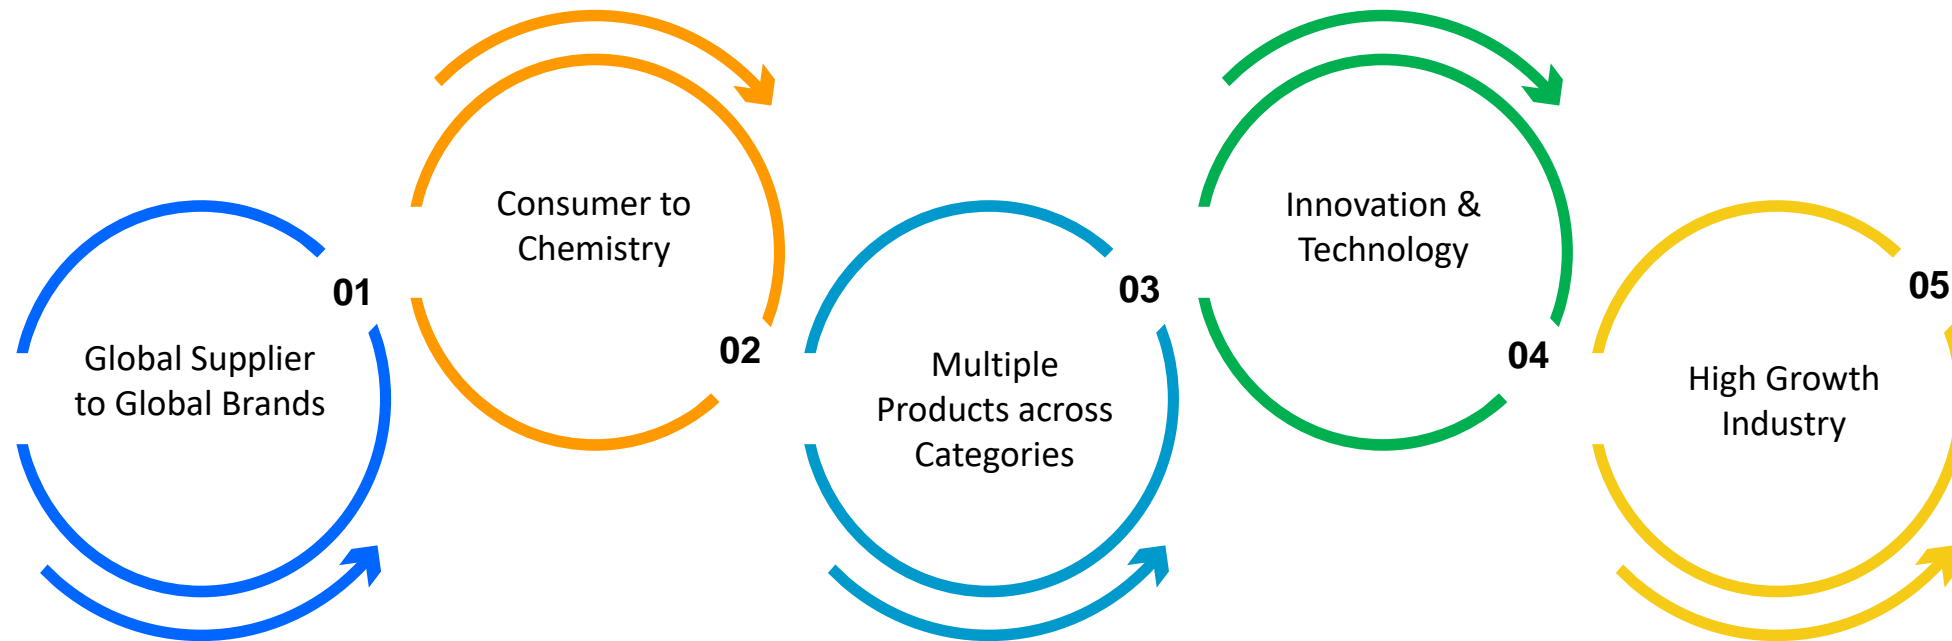 01
Global Supplier
to Global Brands
02
Consumer to
Chemistry
03
Multiple
Products across
Categories
04
Innovation &
Technology
05
High Growth
Industry